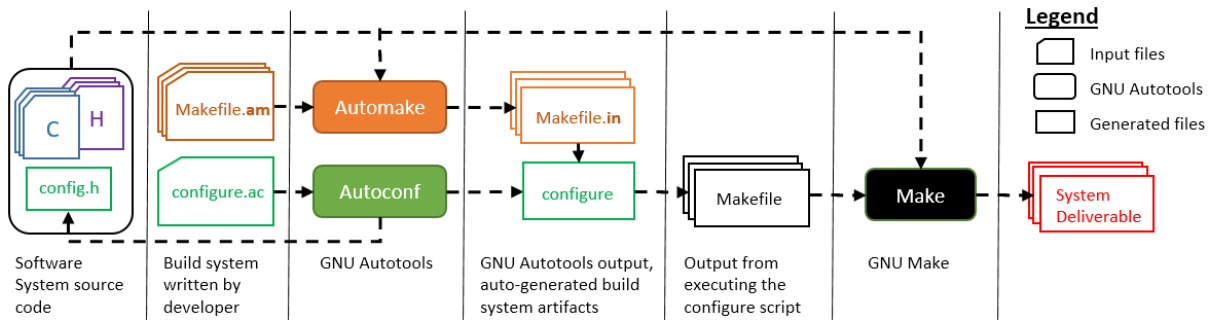 Legend
Input files
GNU Autotools
Generated files
C
H
config.h
Makefile.am
configure.ac
Automake
Autoconf
Makefile.in
configure
Makefile
Make
System
Deliverable
Software
System source
code
Build system
written by
developer
GNU Autotools
GNU Autotools output,
auto-generated build
system artifacts
Output from
executing the
configure script
GNU Make